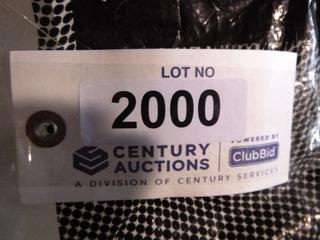 LOT NO
2000
CENTURY
AUCTIONS
POWERED BY
ClubBid
A DIVISION OF CENTURY SERVICES